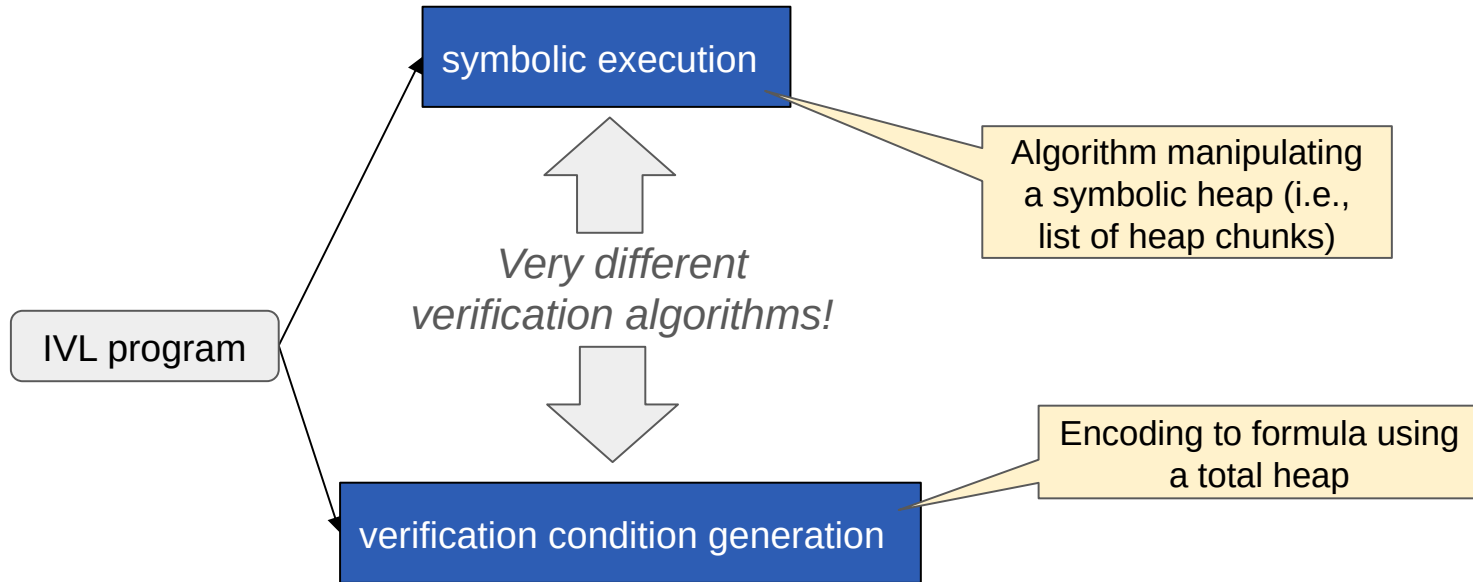 symbolic execution
Algorithm manipulating
a symbolic heap (i.e.,
list of heap chunks)
Very different
verification algorithms!
IVL program
Encoding to formula using
a total heap
verification condition generation